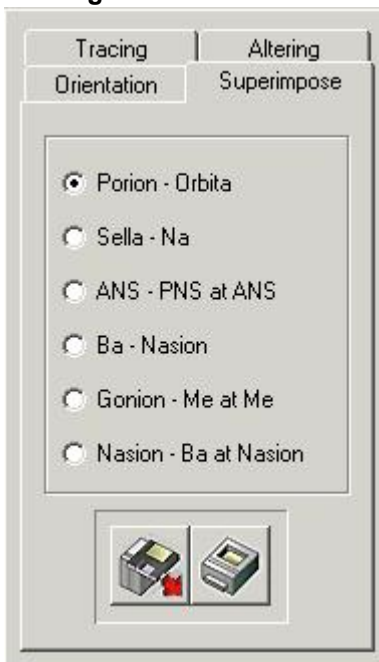 Tracing Altering
Orientation Superimpose
Porion - Orbita
Sella - Na
ANS - PNS at ANS
Ba - Nasion
Gonion - Me at Me
Nasion - Ba at Nasion